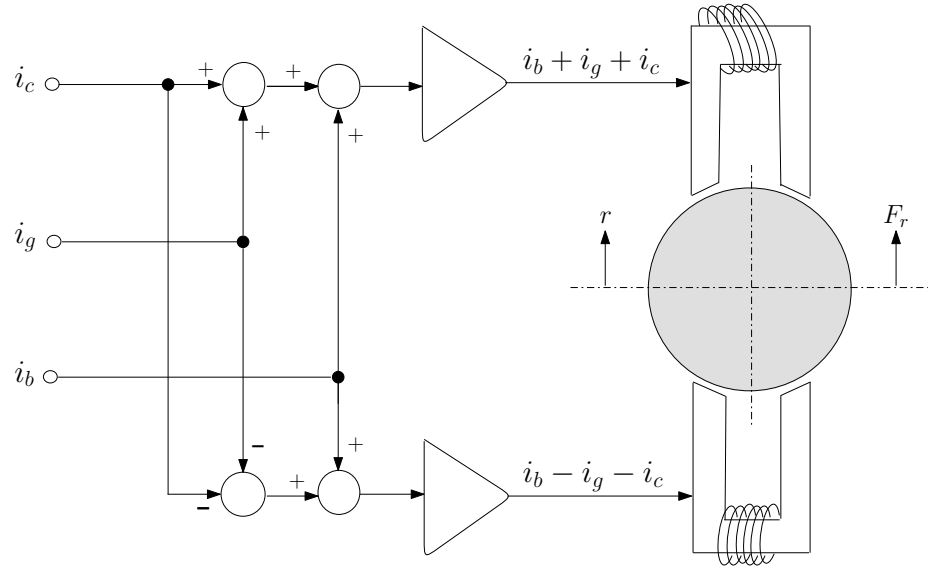 i_c
+
+
i_b + i_g + i_c
+
+
i_g
r
F_r
i_b
−
+
i_b − i_g − i_c
+
−